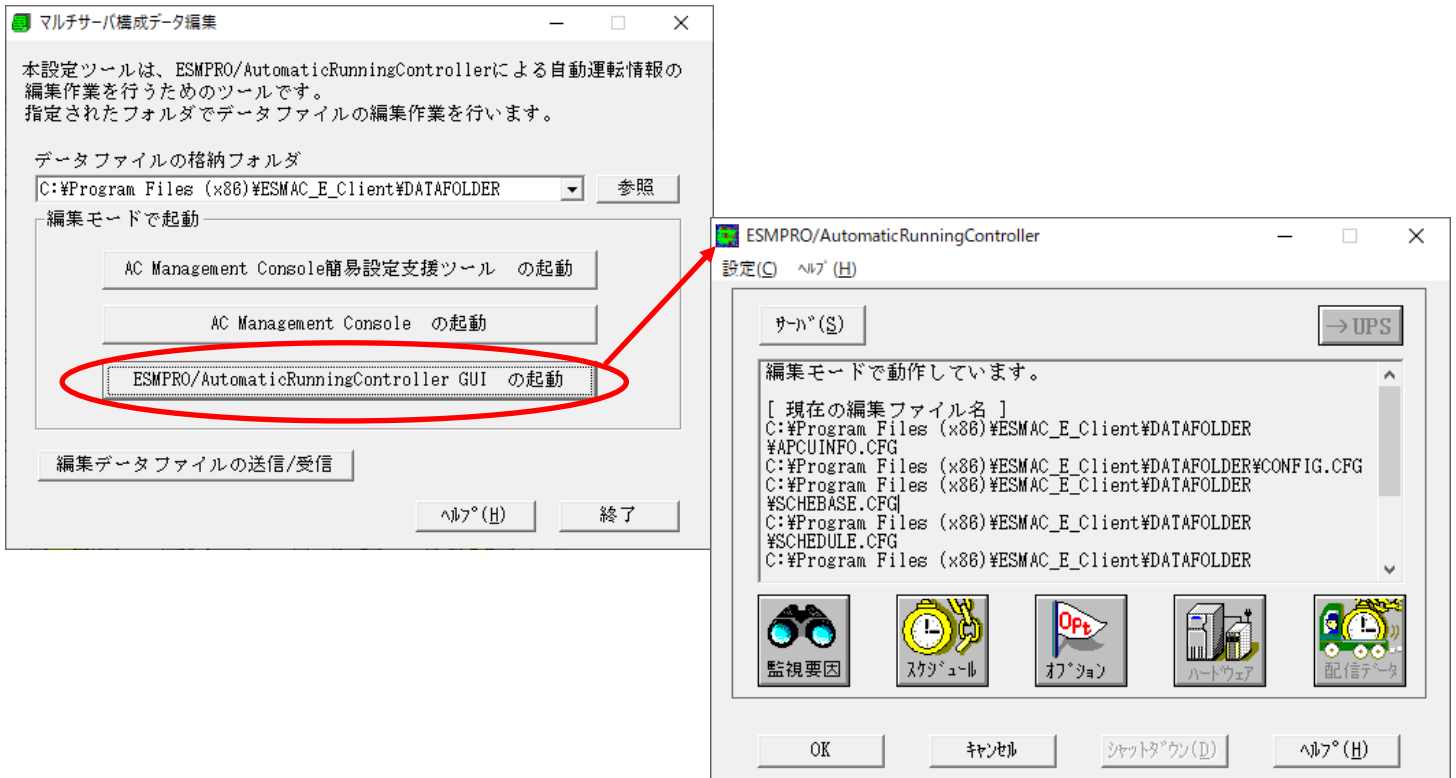 マルチサーバ構成データ編集
本設定ツールは、ESMPRO/AutomaticRunningControllerによる自動運転情報の
編集作業を行うためのツールです。
指定されたフォルダでデータファイルの編集作業を行います。
データファイルの格納フォルダ
C:¥Program Files (x86)¥ESMAC_E_Client¥DATAFOLDER
参照
編集モードで起動
AC Management Console簡易設定支援ツール の起動
AC Management Console の起動
ESMPRO/AutomaticRunningController GUI の起動
編集データファイルの送信/受信
ﾍﾙﾌﾟ(H)
終了
ESMPRO/AutomaticRunningController
設定(C) ﾍﾙﾌﾟ(H)
ｻｰﾊﾞ(S)
→UPS
編集モードで動作しています。
[ 現在の編集ファイル名 ]
C:¥Program Files (x86)¥ESMAC_E_Client¥DATAFOLDER
¥APCUINFO.CFG
C:¥Program Files (x86)¥ESMAC_E_Client¥DATAFOLDER¥CONFIG.CFG
C:¥Program Files (x86)¥ESMAC_E_Client¥DATAFOLDER
¥SCHEBASE.CFG
C:¥Program Files (x86)¥ESMAC_E_Client¥DATAFOLDER
¥SCHEDULE.CFG
C:¥Program Files (x86)¥ESMAC_E_Client¥DATAFOLDER
監視要因
ｽｹｼﾞｭｰﾙ
OPt
ｵﾌﾟｼｮﾝ
ﾊｰﾄﾞｳｪｱ
配信ﾃﾞｰﾀ
OK
ｷｬﾝｾﾙ
ｼｬｯﾄﾀﾞｳﾝ(D)
ﾍﾙﾌﾟ(H)